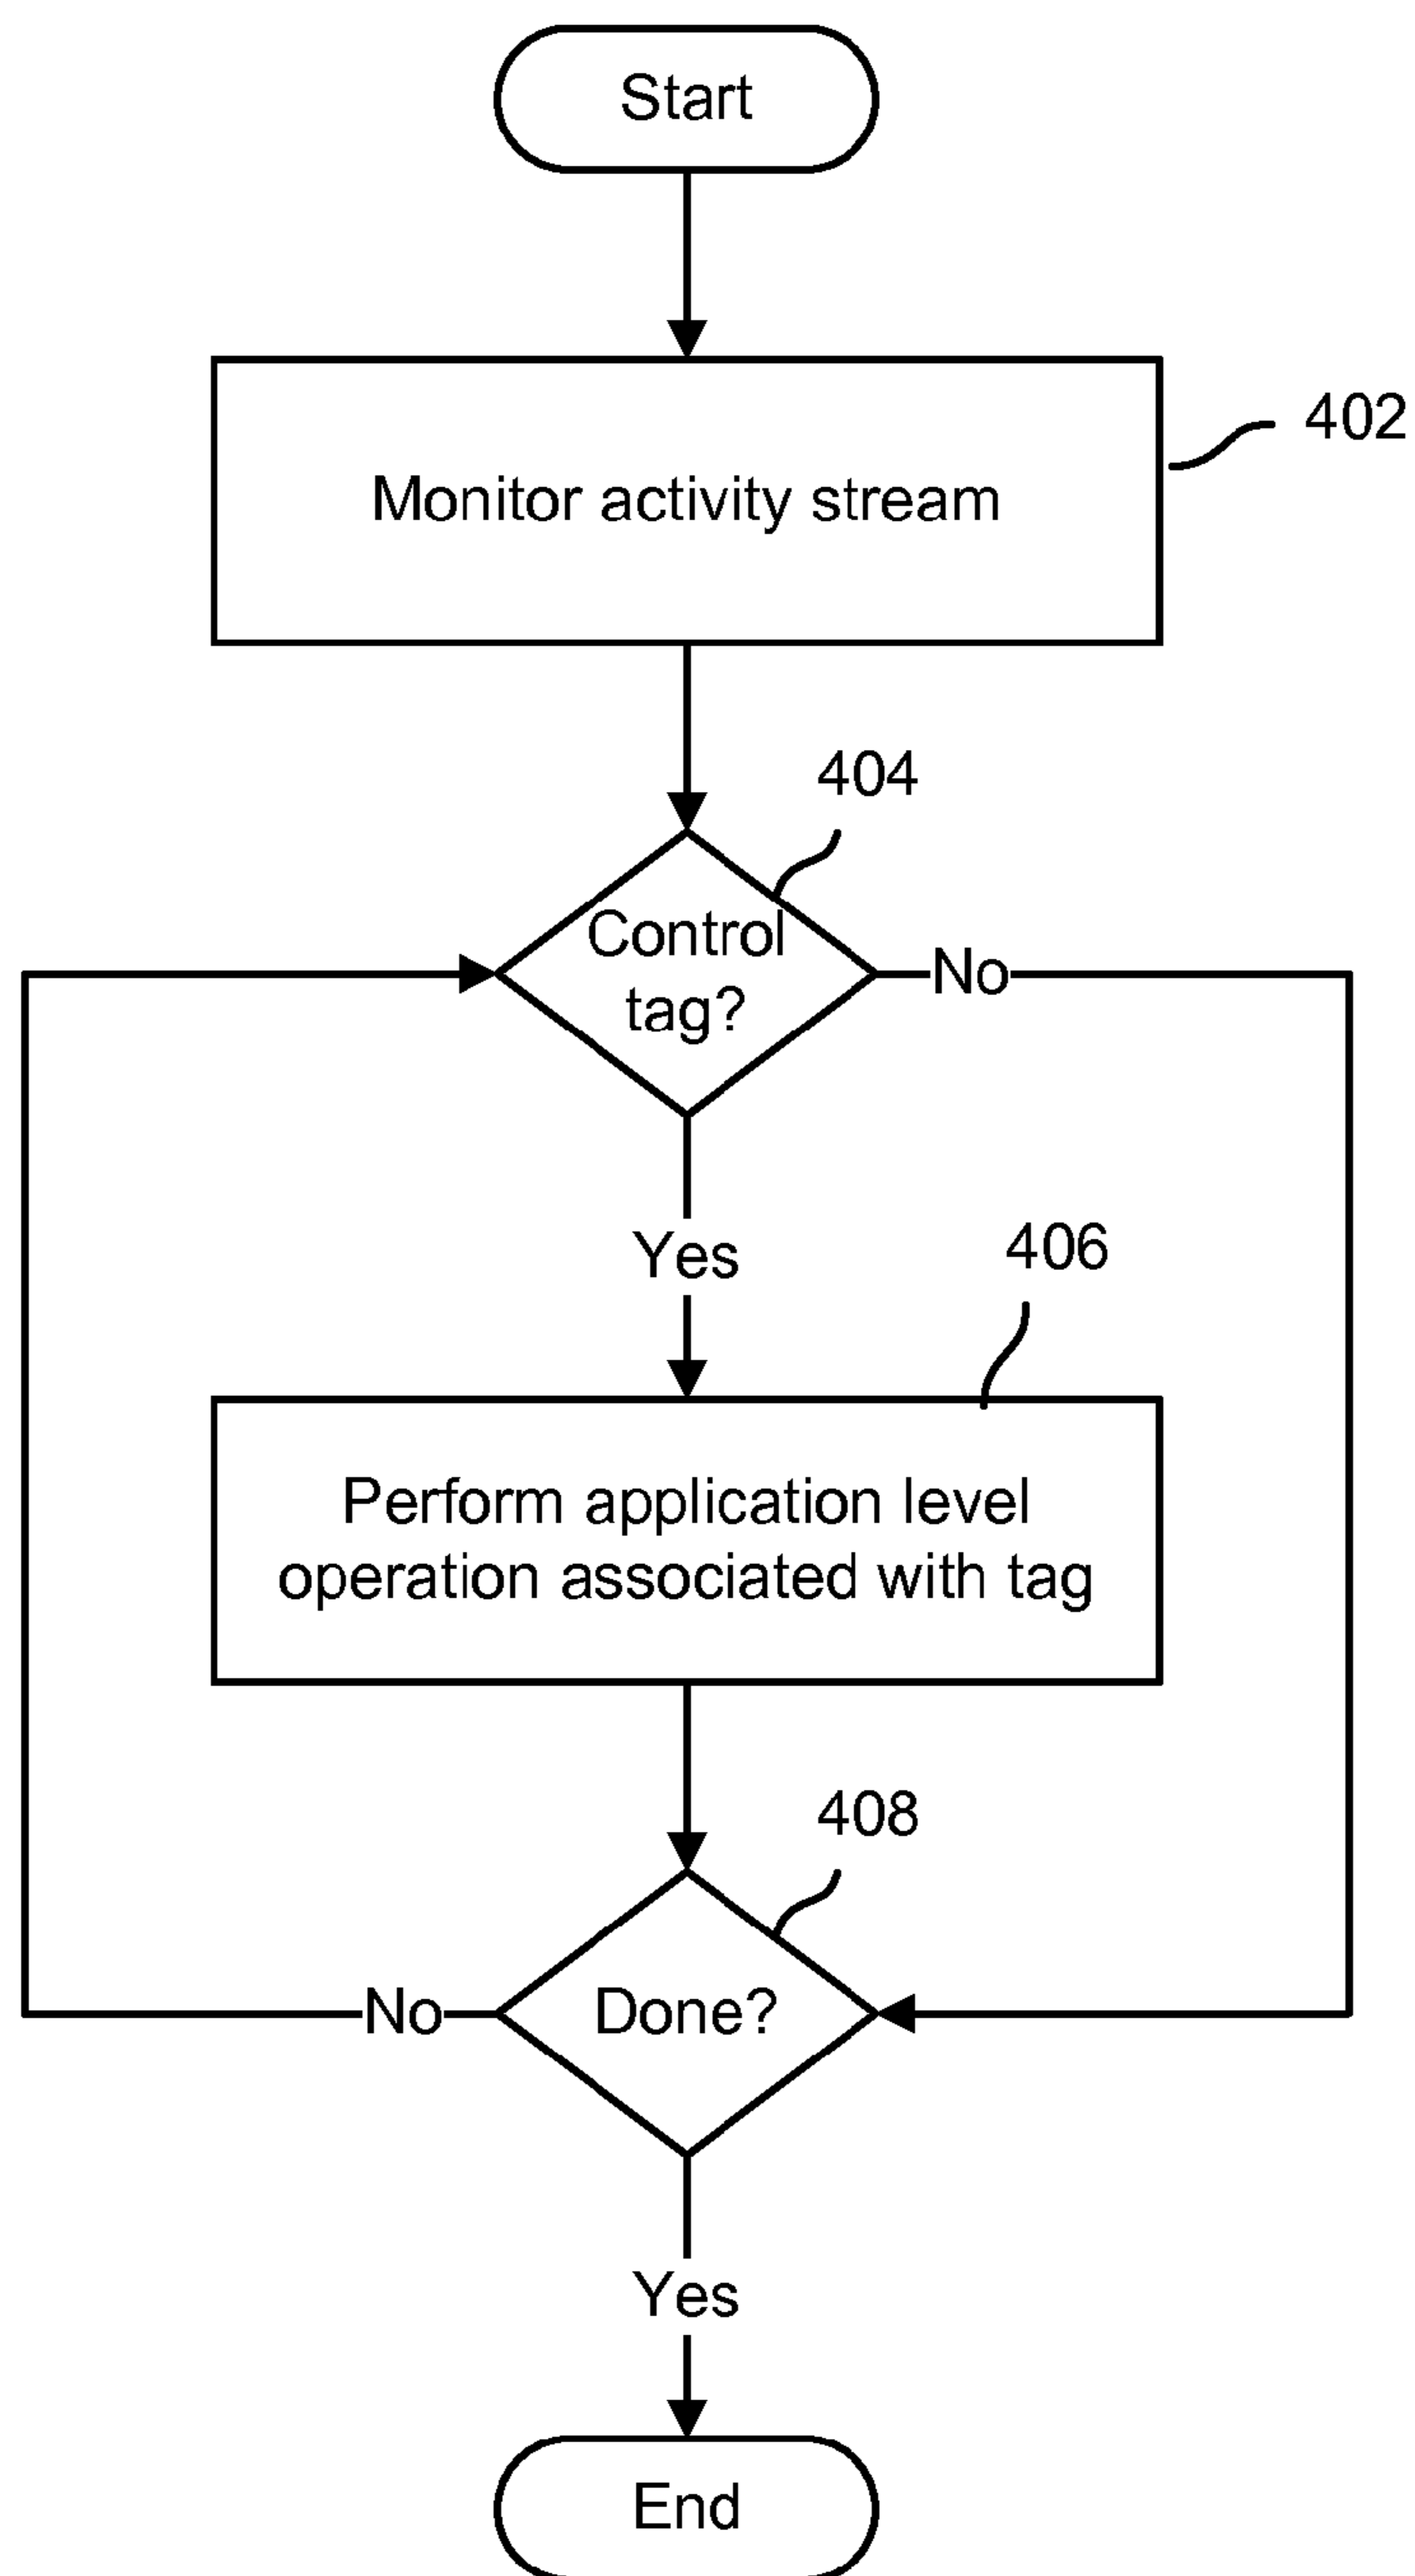 Start
Monitor activity stream
402
404
Control
tag?
No
Yes
406
Perform application level
operation associated with tag
408
Done?
No
Yes
End